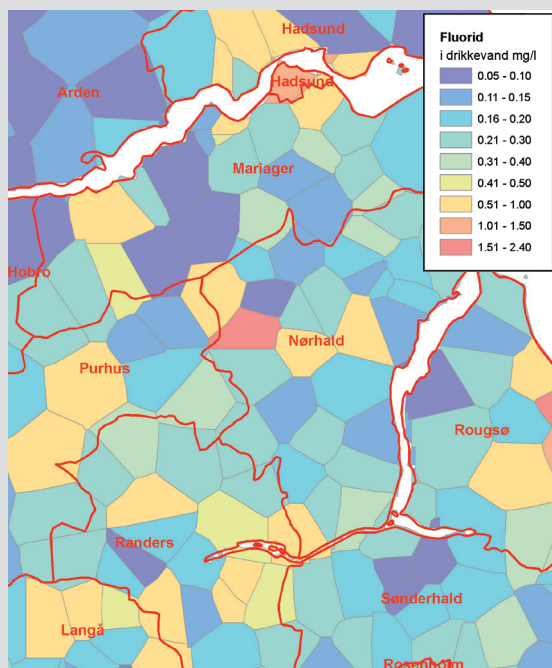 Hadsund
Fluorid
i drikkevand mg/l
0.05 - 0.10
0.11 - 0.15
0.16 - 0.20
0.21 - 0.30
0.31 - 0.40
0.41 - 0.50
0.51 - 1.00
1.01 - 1.50
1.51 - 2.40
Arden
Hadsund
Mariager
Hobro
Nørhald
Purhus
Rougsø
Randers
Sønderhald
Langå
Rosenholm